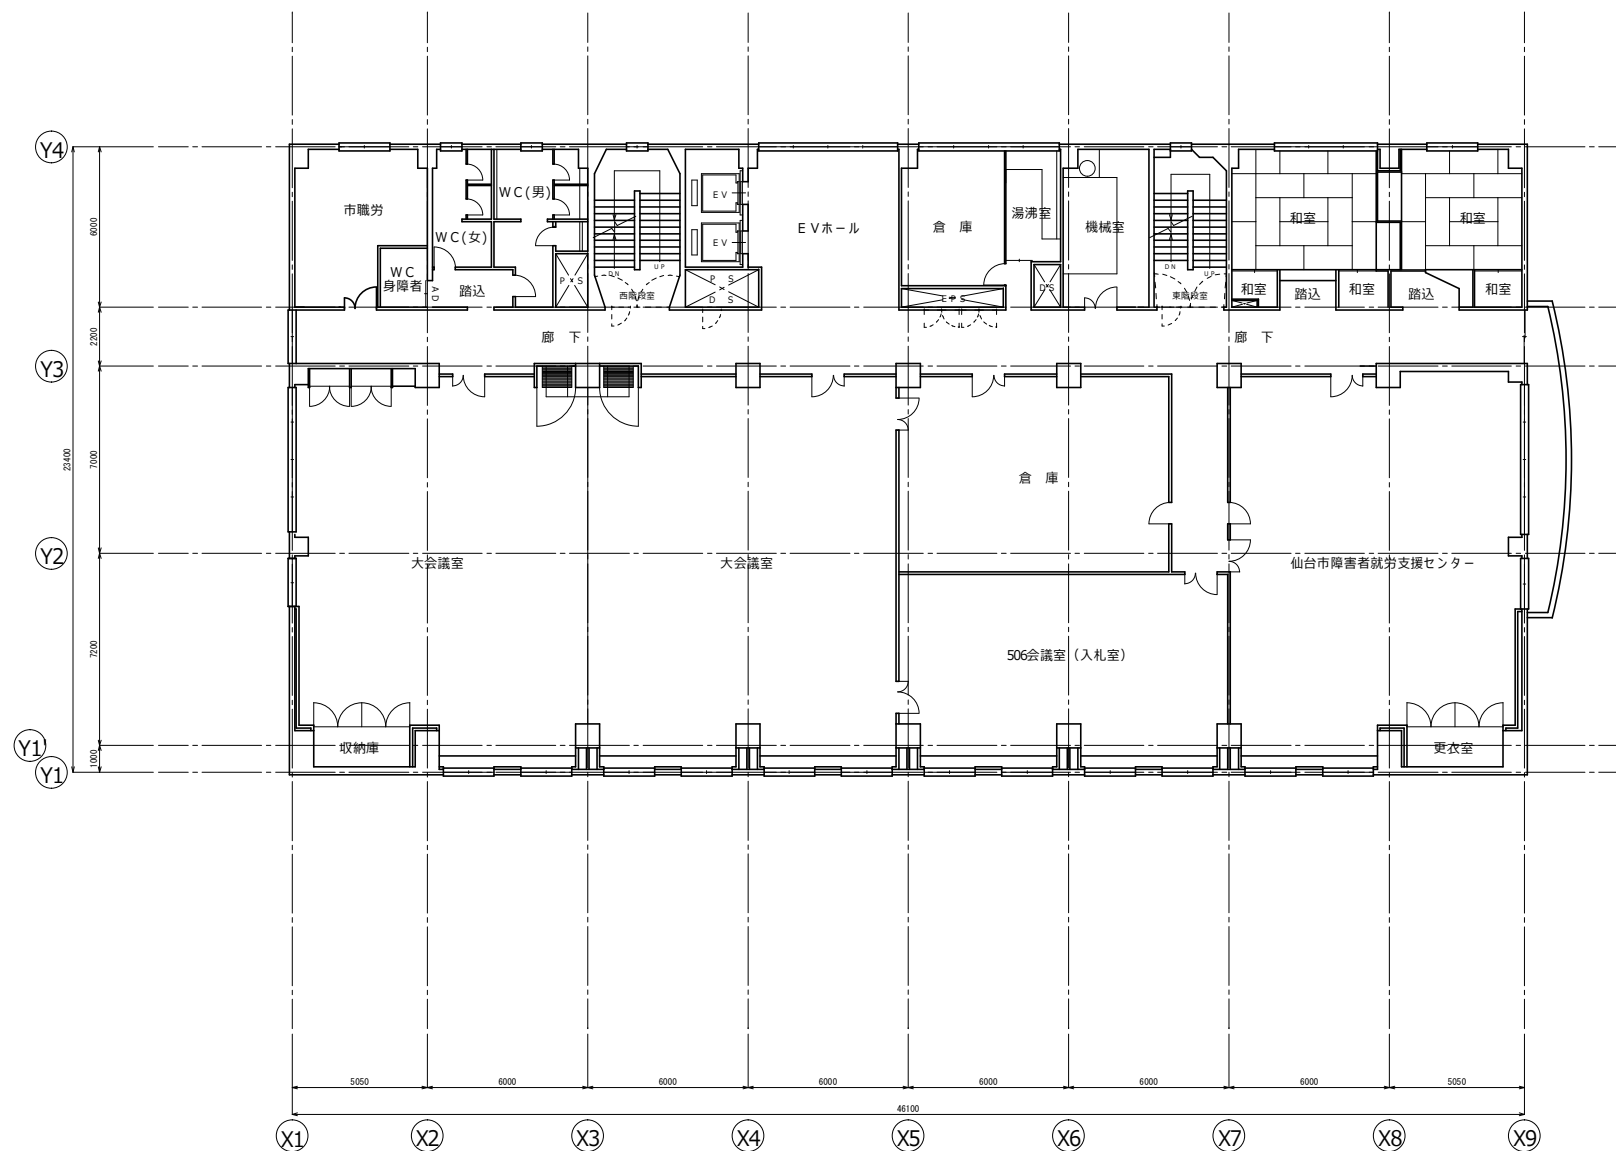 Y4
市職労
WC(女)
WC(男)
WC
身障者
AD
踏込
PS
DN
UP
西階段室
EV
EV
PS
DS
EVホール
倉 庫
湯沸室
EPS
DS
機械室
DN
UP
東階段室
和室
和室
和室
踏込
和室
踏込
和室
6000
2200
廊 下
廊 下
Y3
7000
23400
倉 庫
Y2
大会議室
大会議室
仙台市障害者就労支援センター
7200
506会議室(入札室)
Y1'
収納庫
更衣室
1000
Y1
5050
6000
6000
6000
6000
6000
6000
5050
46100
X1
X2
X3
X4
X5
X6
X7
X8
X9